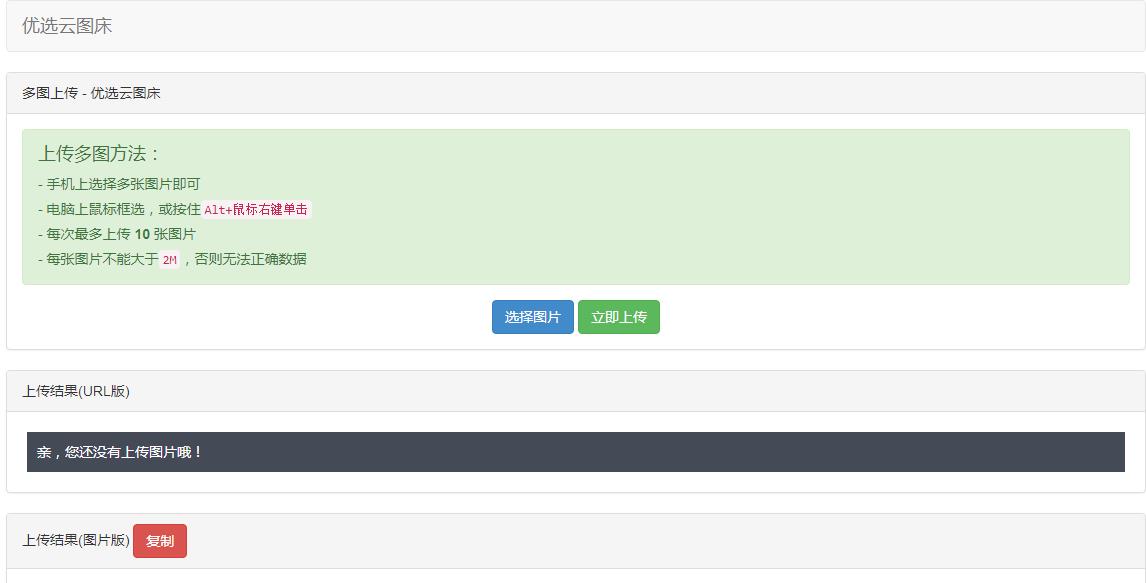 优选云图床
多图上传 - 优选云图床
上传多图方法：
- 手机上选择多张图片即可
- 电脑上鼠标框选，或按住 Alt+鼠标右键单击
- 每次最多上传 10 张图片
- 每张图片不能大于 2M ，否则无法正确数据
选择图片 立即上传
上传结果(URL版)
亲，您还没有上传图片哦！
上传结果(图片版) 复制